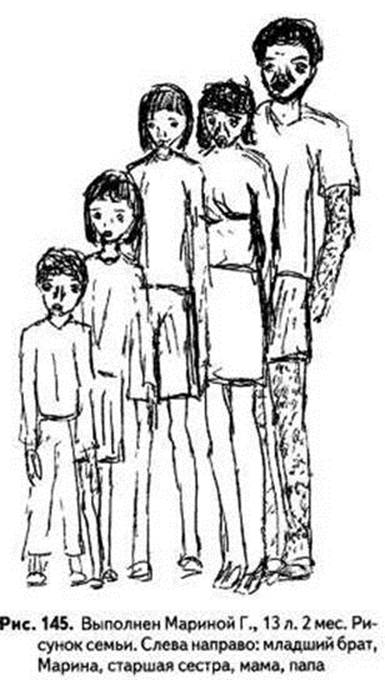 Рис. 145. Выполнен Мариной Г., 13 л. 2 мес. Ри-
сунок семьи. Слева направо: младший брат,
Марина, старшая сестра, мама, папа